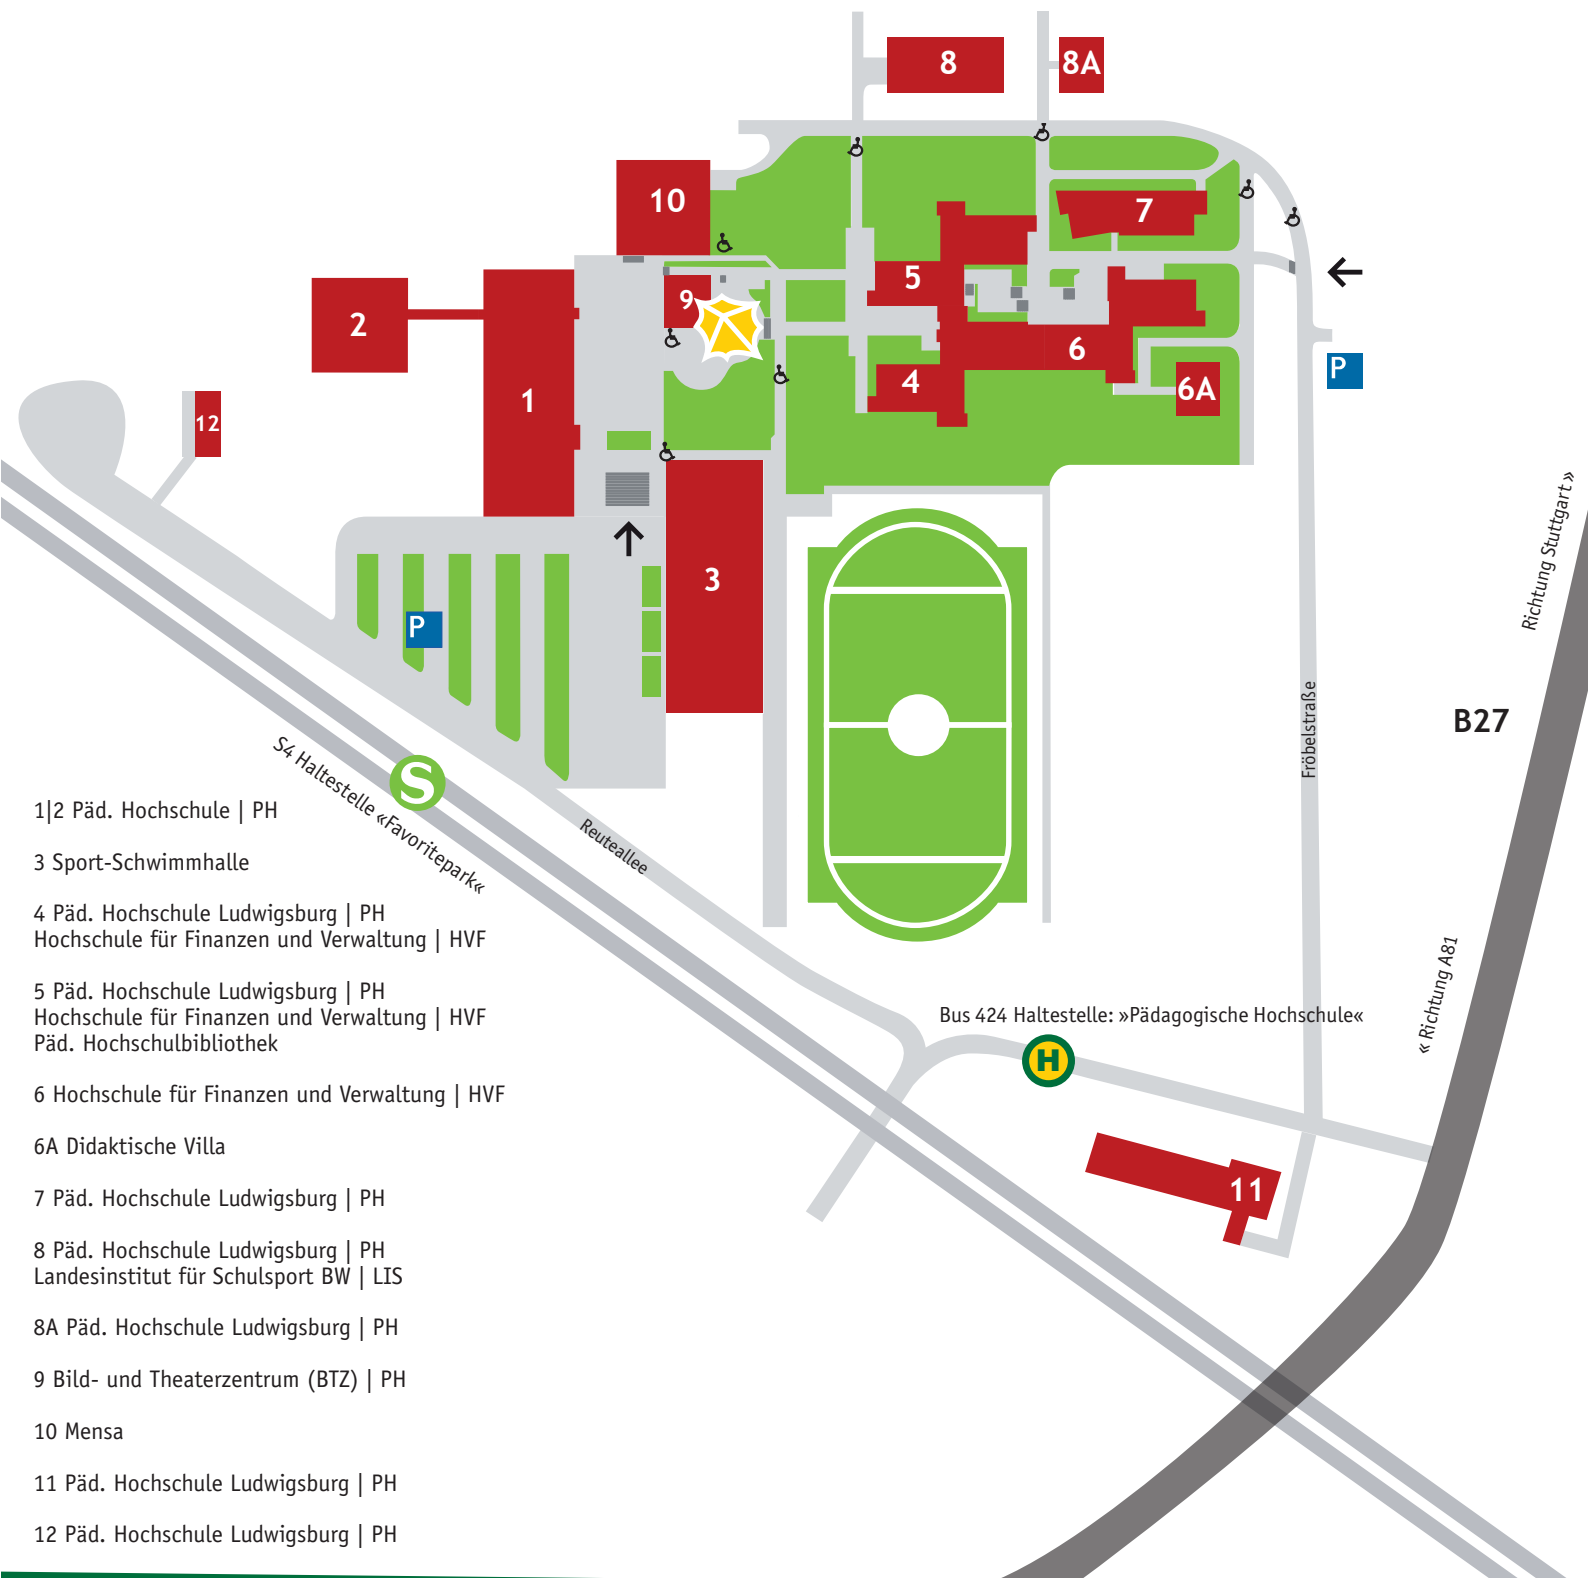 8
8A
10
7
5
9
2
6
4
6A
P
1
12
3
P
Richtung Stuttgart »
B27
Fröbelstraße
S4 Haltestelle «Favoritepark«
S
Reuteallee
« Richtung A81
Bus 424 Haltestelle: »Pädagogische Hochschule«
H
11
1|2 Päd. Hochschule | PH
3 Sport-Schwimmhalle
4 Päd. Hochschule Ludwigsburg | PH
Hochschule für Finanzen und Verwaltung | HVF
5 Päd. Hochschule Ludwigsburg | PH
Hochschule für Finanzen und Verwaltung | HVF
Päd. Hochschulbibliothek
6 Hochschule für Finanzen und Verwaltung | HVF
6A Didaktische Villa
7 Päd. Hochschule Ludwigsburg | PH
8 Päd. Hochschule Ludwigsburg | PH
Landesinstitut für Schulsport BW | LIS
8A Päd. Hochschule Ludwigsburg | PH
9 Bild- und Theaterzentrum (BTZ) | PH
10 Mensa
11 Päd. Hochschule Ludwigsburg | PH
12 Päd. Hochschule Ludwigsburg | PH